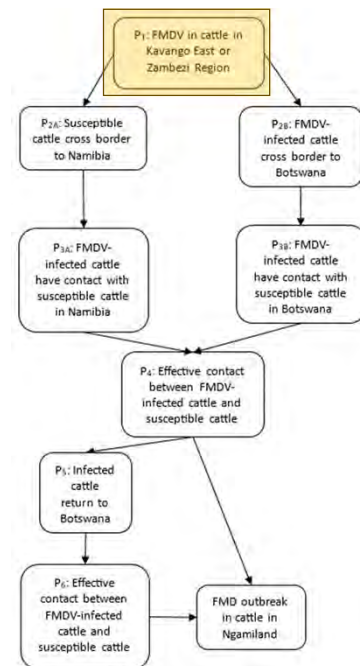 P1: FMDV in cattle in
Kavango East or
Zambezi Region
P2A: Susceptible
cattle cross border
to Namibia
P2B: FMDV-
infected cattle
cross border to
Botswana
P3A: FMDV-
infected cattle
have contact with
susceptible cattle
in Namibia
P3B: FMDV-
infected cattle
have contact with
susceptible cattle
in Botswana
P4: Effective contact
between FMDV-
infected cattle and
susceptible cattle
P5: Infected
cattle
return to
Botswana
P6: Effective
contact between
FMDV-infected
cattle and
susceptible cattle
FMD outbreak
in cattle in
Ngamiland